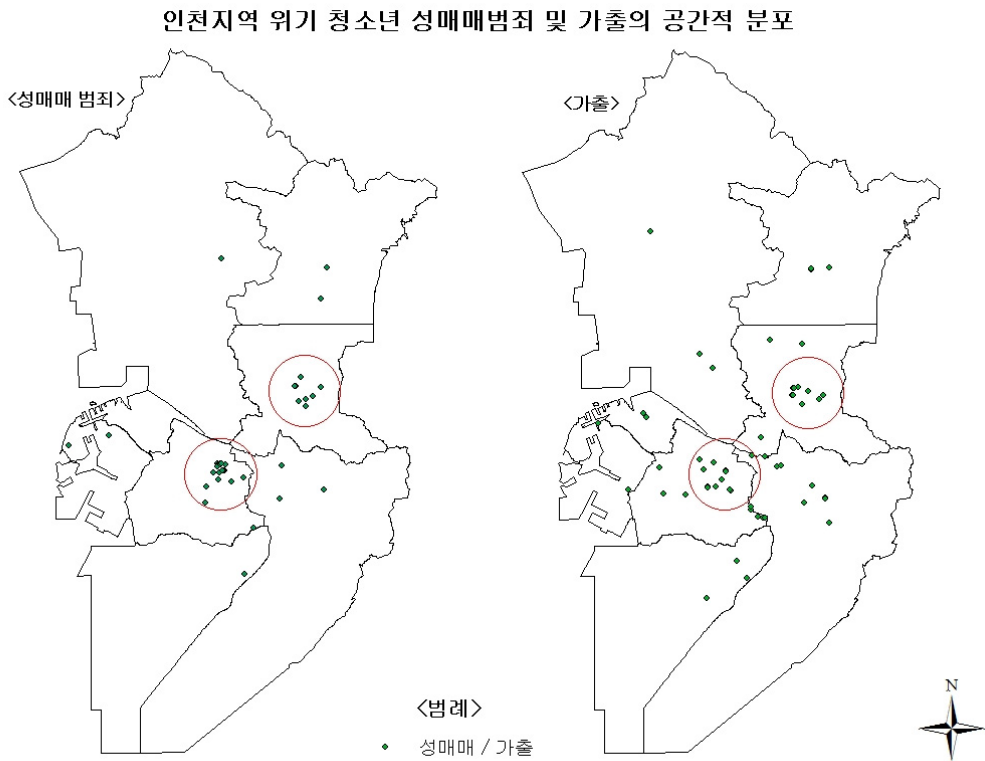 인천지역 위기 청소년 성매매범죄 및 가출의 공간적 분포
<성매매 범죄>
<가출>
<범례>
성매매 / 가출
N